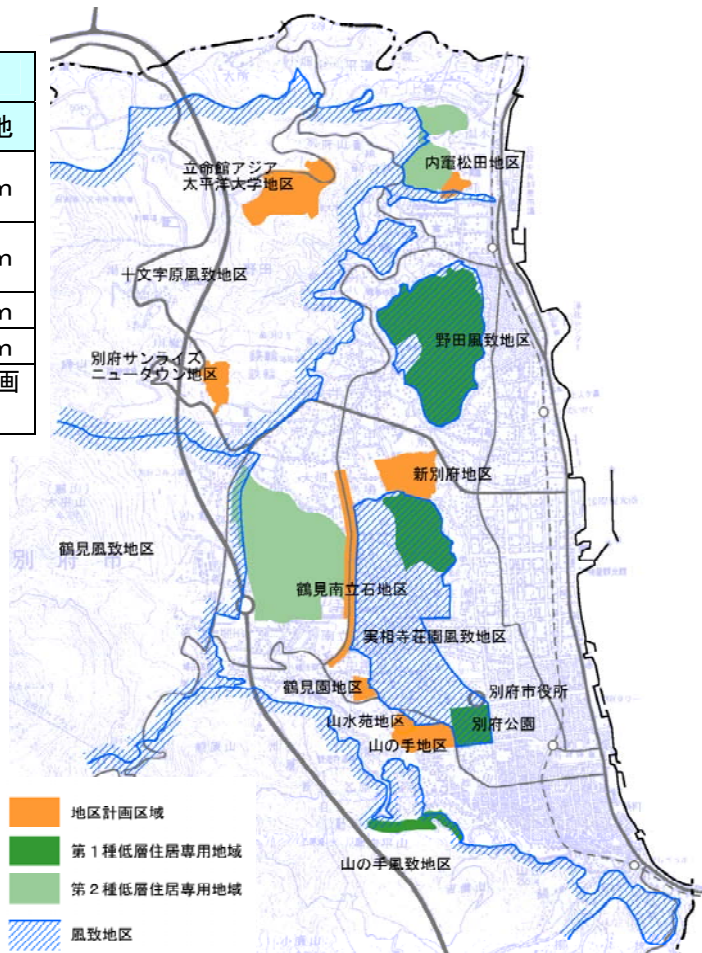 地
m
m
m
m
画
立命館アジア
太平洋大学地区
内竈松田地区
十文字原風致地区
野田風致地区
別府サンライズ
ニュータウン地区
新別府地区
鶴見風致地区
別府市
鶴見南立石地区
実相寺荘園風致地区
鶴見園地区
別府市役所
山水苑地区
別府公園
山の手地区
山の手風致地区
地区計画区域
第1種低層住居専用地域
第2種低層住居専用地域
風致地区